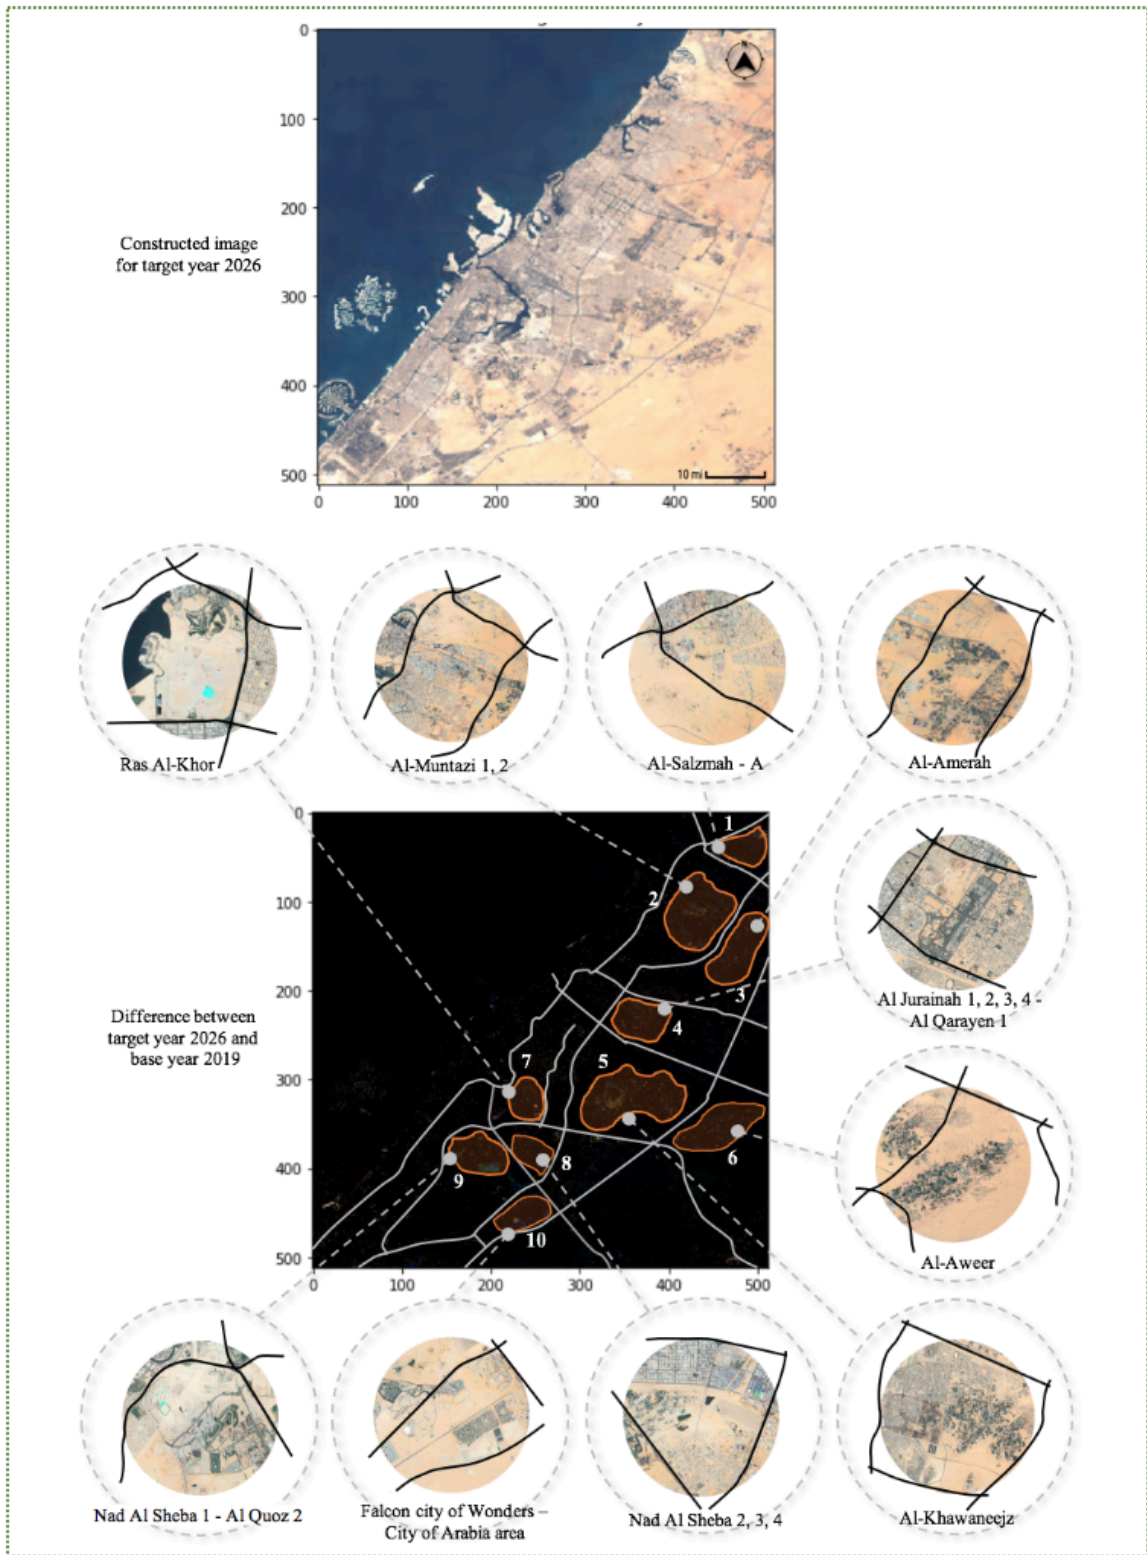 0
100
Constructed image
for target year 2026
200
300
400
500
10 mi
0 100 200 300 400 500
Ras Al-Khor
Al-Muntazi 1, 2
Al-Salzmah - A
Al-Amerah
0
100
200
300
400
500
Difference between
target year 2026 and
base year 2019
1
2
3
4
5
6
7
8
9
10
0 100 200 300 400 500
Al Jurainah 1, 2, 3, 4 -
Al Qarayen 1
Al-Aweer
Nad Al Sheba 1 - Al Quoz 2
Falcon city of Wonders –
City of Arabia area
Nad Al Sheba 2, 3, 4
Al-Khawaneejz